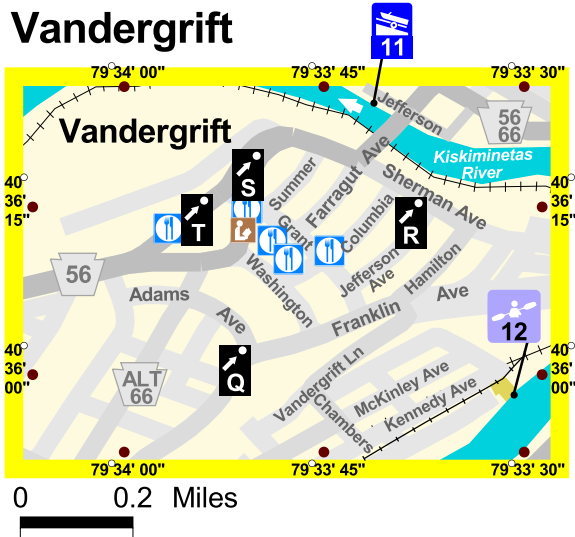 Vandergrift
11
79°34' 00"
79°33'45"
79°33'30"
Jefferson
56
66
Vandergrift
Kiskiminetas
River
40°
36'
15"
40°
36'
15"
S
Summer
Farragut Ave
Sherman Ave
T
Grant
Columbia
R
56
Washington
Jefferson
Ave
Hamilton
Adams
Ave
Franklin
Ave
12
40°
36'
00"
40°
36'
00"
ALT
66
Q
Vandergrift Ln
McKinley Ave
Kennedy Ave
Chambers
79°34' 00"
79°33'45"
79°33'30"
0 0.2 Miles